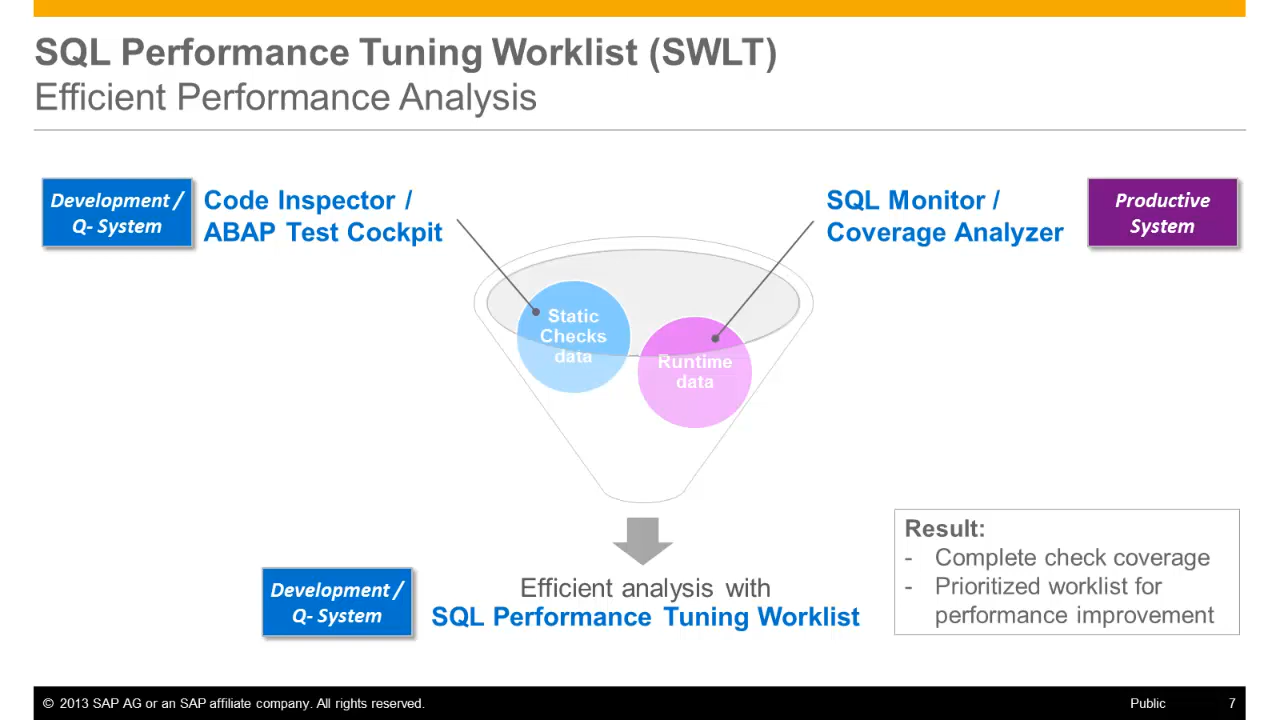 SQL Performance Tuning Worklist (SWLT)
Efficient Performance Analysis
Development /
Q- System
Code Inspector /
ABAP Test Cockpit
SQL Monitor /
Coverage Analyzer
Productive
System
Static
Checks
data
Runtime
data
Efficient analysis with
SQL Performance Tuning Worklist
Development /
Q- System
Result:
- Complete check coverage
- Prioritized worklist for
performance improvement
© 2013 SAP AG or an SAP affiliate company. All rights reserved.
Public
7